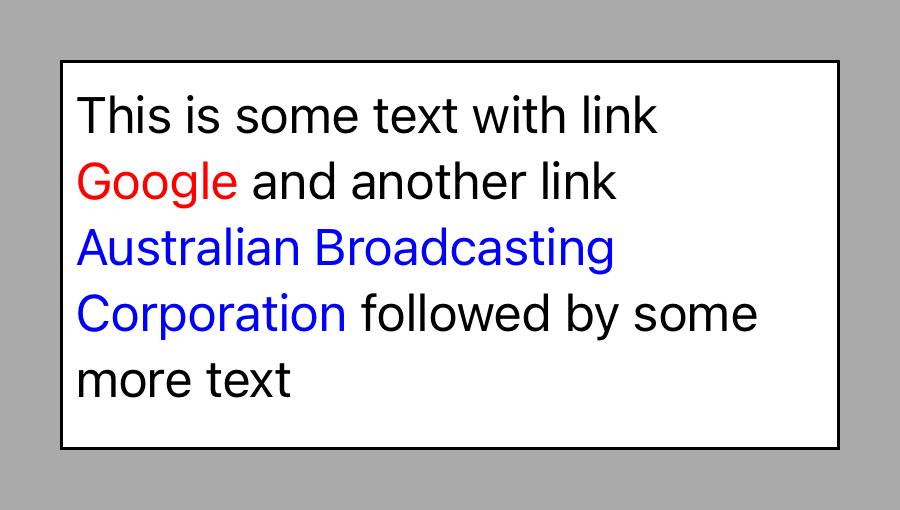 This is some text with link
Google and another link
Australian Broadcasting
Corporation followed by some
more text